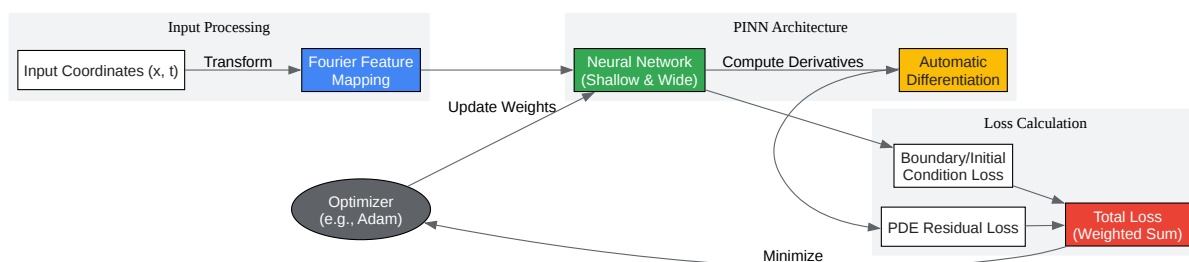 Input Processing
PINN Architecture
Input Coordinates (x, t)
Transform
Fourier Feature
Mapping
Neural Network
(Shallow & Wide)
Compute Derivatives
Automatic
Differentiation
Update Weights
Loss Calculation
Boundary/Initial
Condition Loss
Optimizer
(e.g., Adam)
PDE Residual Loss
Total Loss
(Weighted Sum)
Minimize